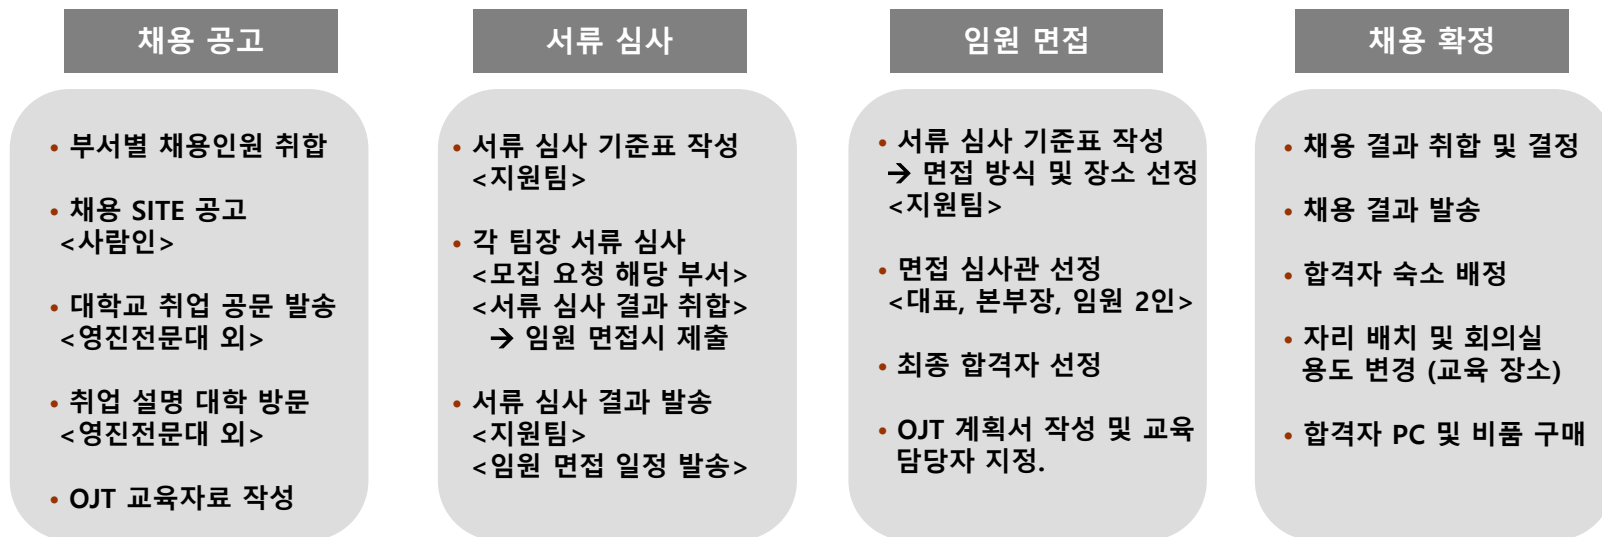 채용 공고
• 부서별 채용인원 취합
• 채용 SITE 공고
<사람인>
• 대학교 취업 공문 발송
<영진전문대 외>
• 취업 설명 대학 방문
<영진전문대 외>
• OJT 교육자료 작성
서류 심사
• 서류 심사 기준표 작성
<지원팀>
• 각 팀장 서류 심사
<모집 요청 해당 부서>
<서류 심사 결과 취합>
→ 임원 면접시 제출
• 서류 심사 결과 발송
<지원팀>
<임원 면접 일정 발송>
임원 면접
• 서류 심사 기준표 작성
→ 면접 방식 및 장소 선정
<지원팀>
• 면접 심사관 선정
<대표, 본부장, 임원 2인>
• 최종 합격자 선정
• OJT 계획서 작성 및 교육
담당자 지정.
채용 확정
• 채용 결과 취합 및 결정
• 채용 결과 발송
• 합격자 숙소 배정
• 자리 배치 및 회의실
용도 변경 (교육 장소)
• 합격자 PC 및 비품 구매